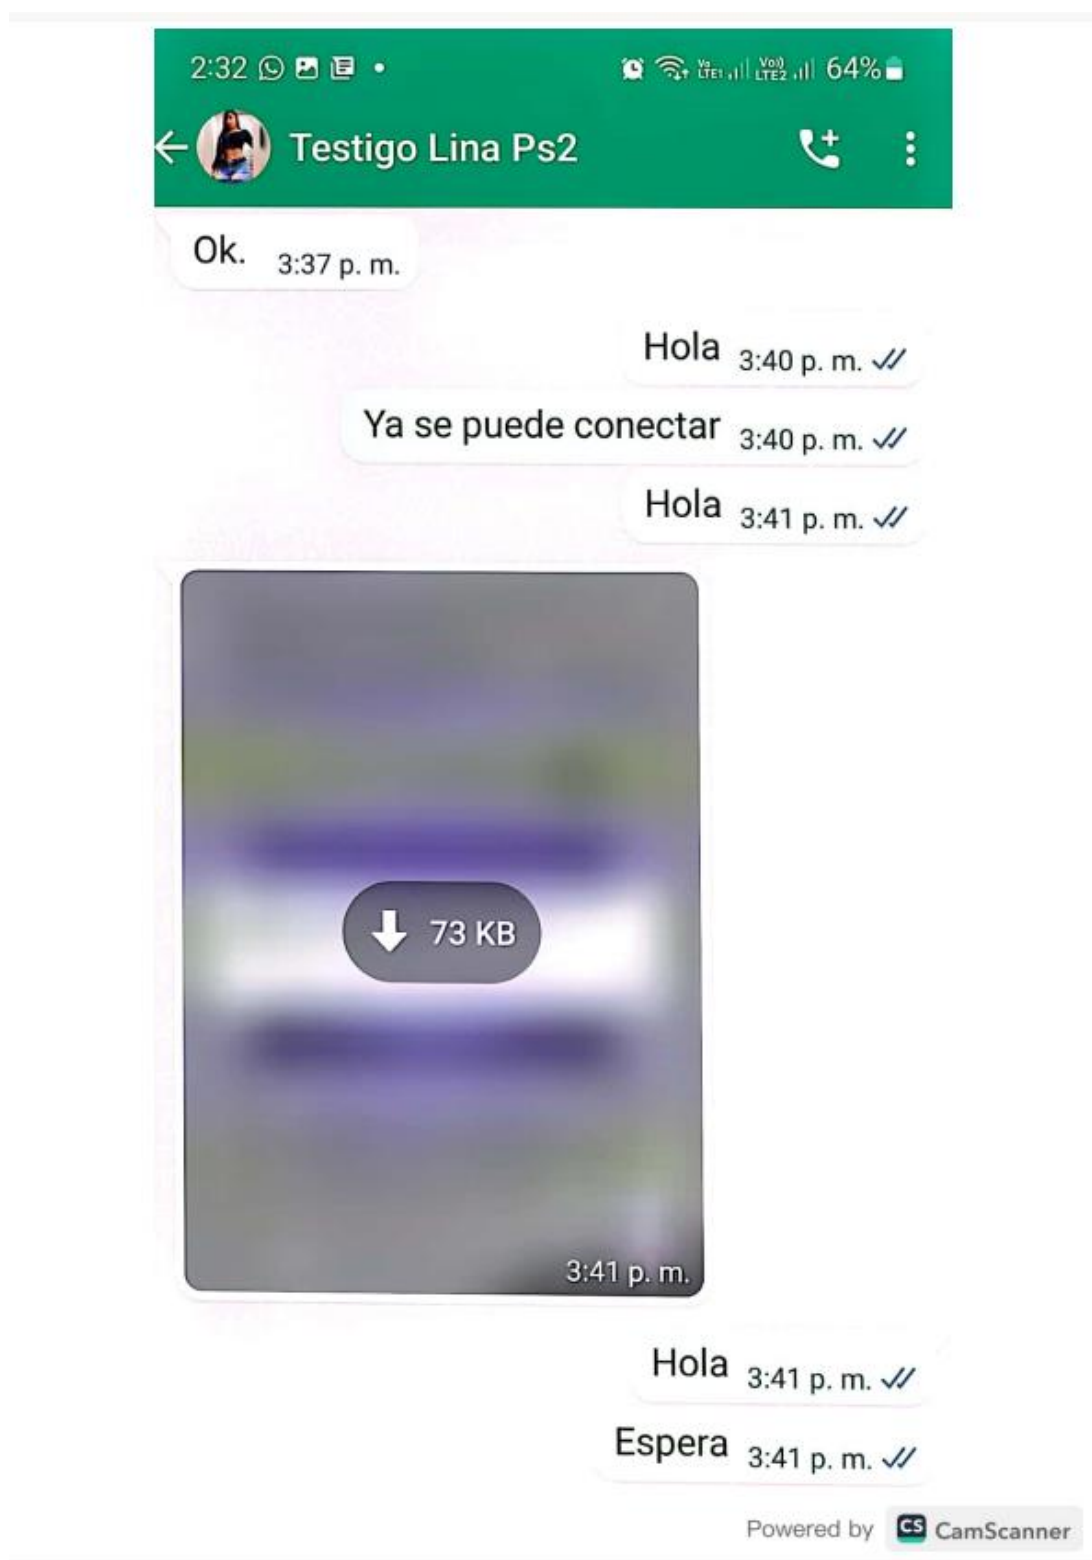 2:32 64%
Testigo Lina Ps2
Ok. 3:37 p. m.
Hola 3:40 p. m.
Ya se puede conectar 3:40 p. m.
Hola 3:41 p. m.
73 KB
3:41 p. m.
Hola 3:41 p. m.
Espera 3:41 p. m.
Powered by CS CamScanner